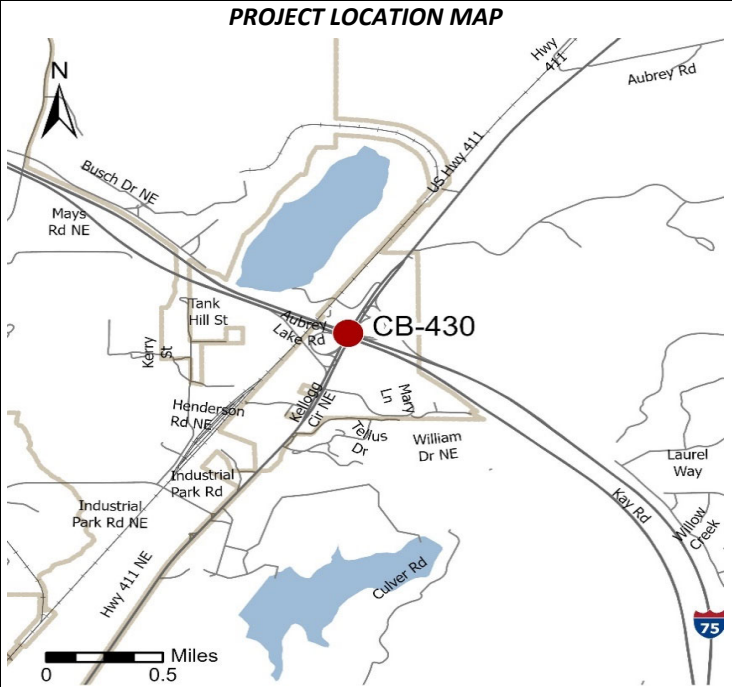 PROJECT LOCATION MAP
Hwy
411
Aubrey Rd
N
US Hwy 411
Busch Dr NE
Mays
Rd NE
Tank
Hill St
Aubrey
Lake Rd
CB-430
Kerry
St
Kellogg
Cir NE
Mary
Ln
Henderson
Rd NE
Tellus
Dr
William
Dr NE
Laurel
Way
Industrial
Park Rd
Industrial
Park Rd NE
Kay Rd
Willow
Creek
Hwy 411 NE
Culver Rd
75
Miles
0 0.5